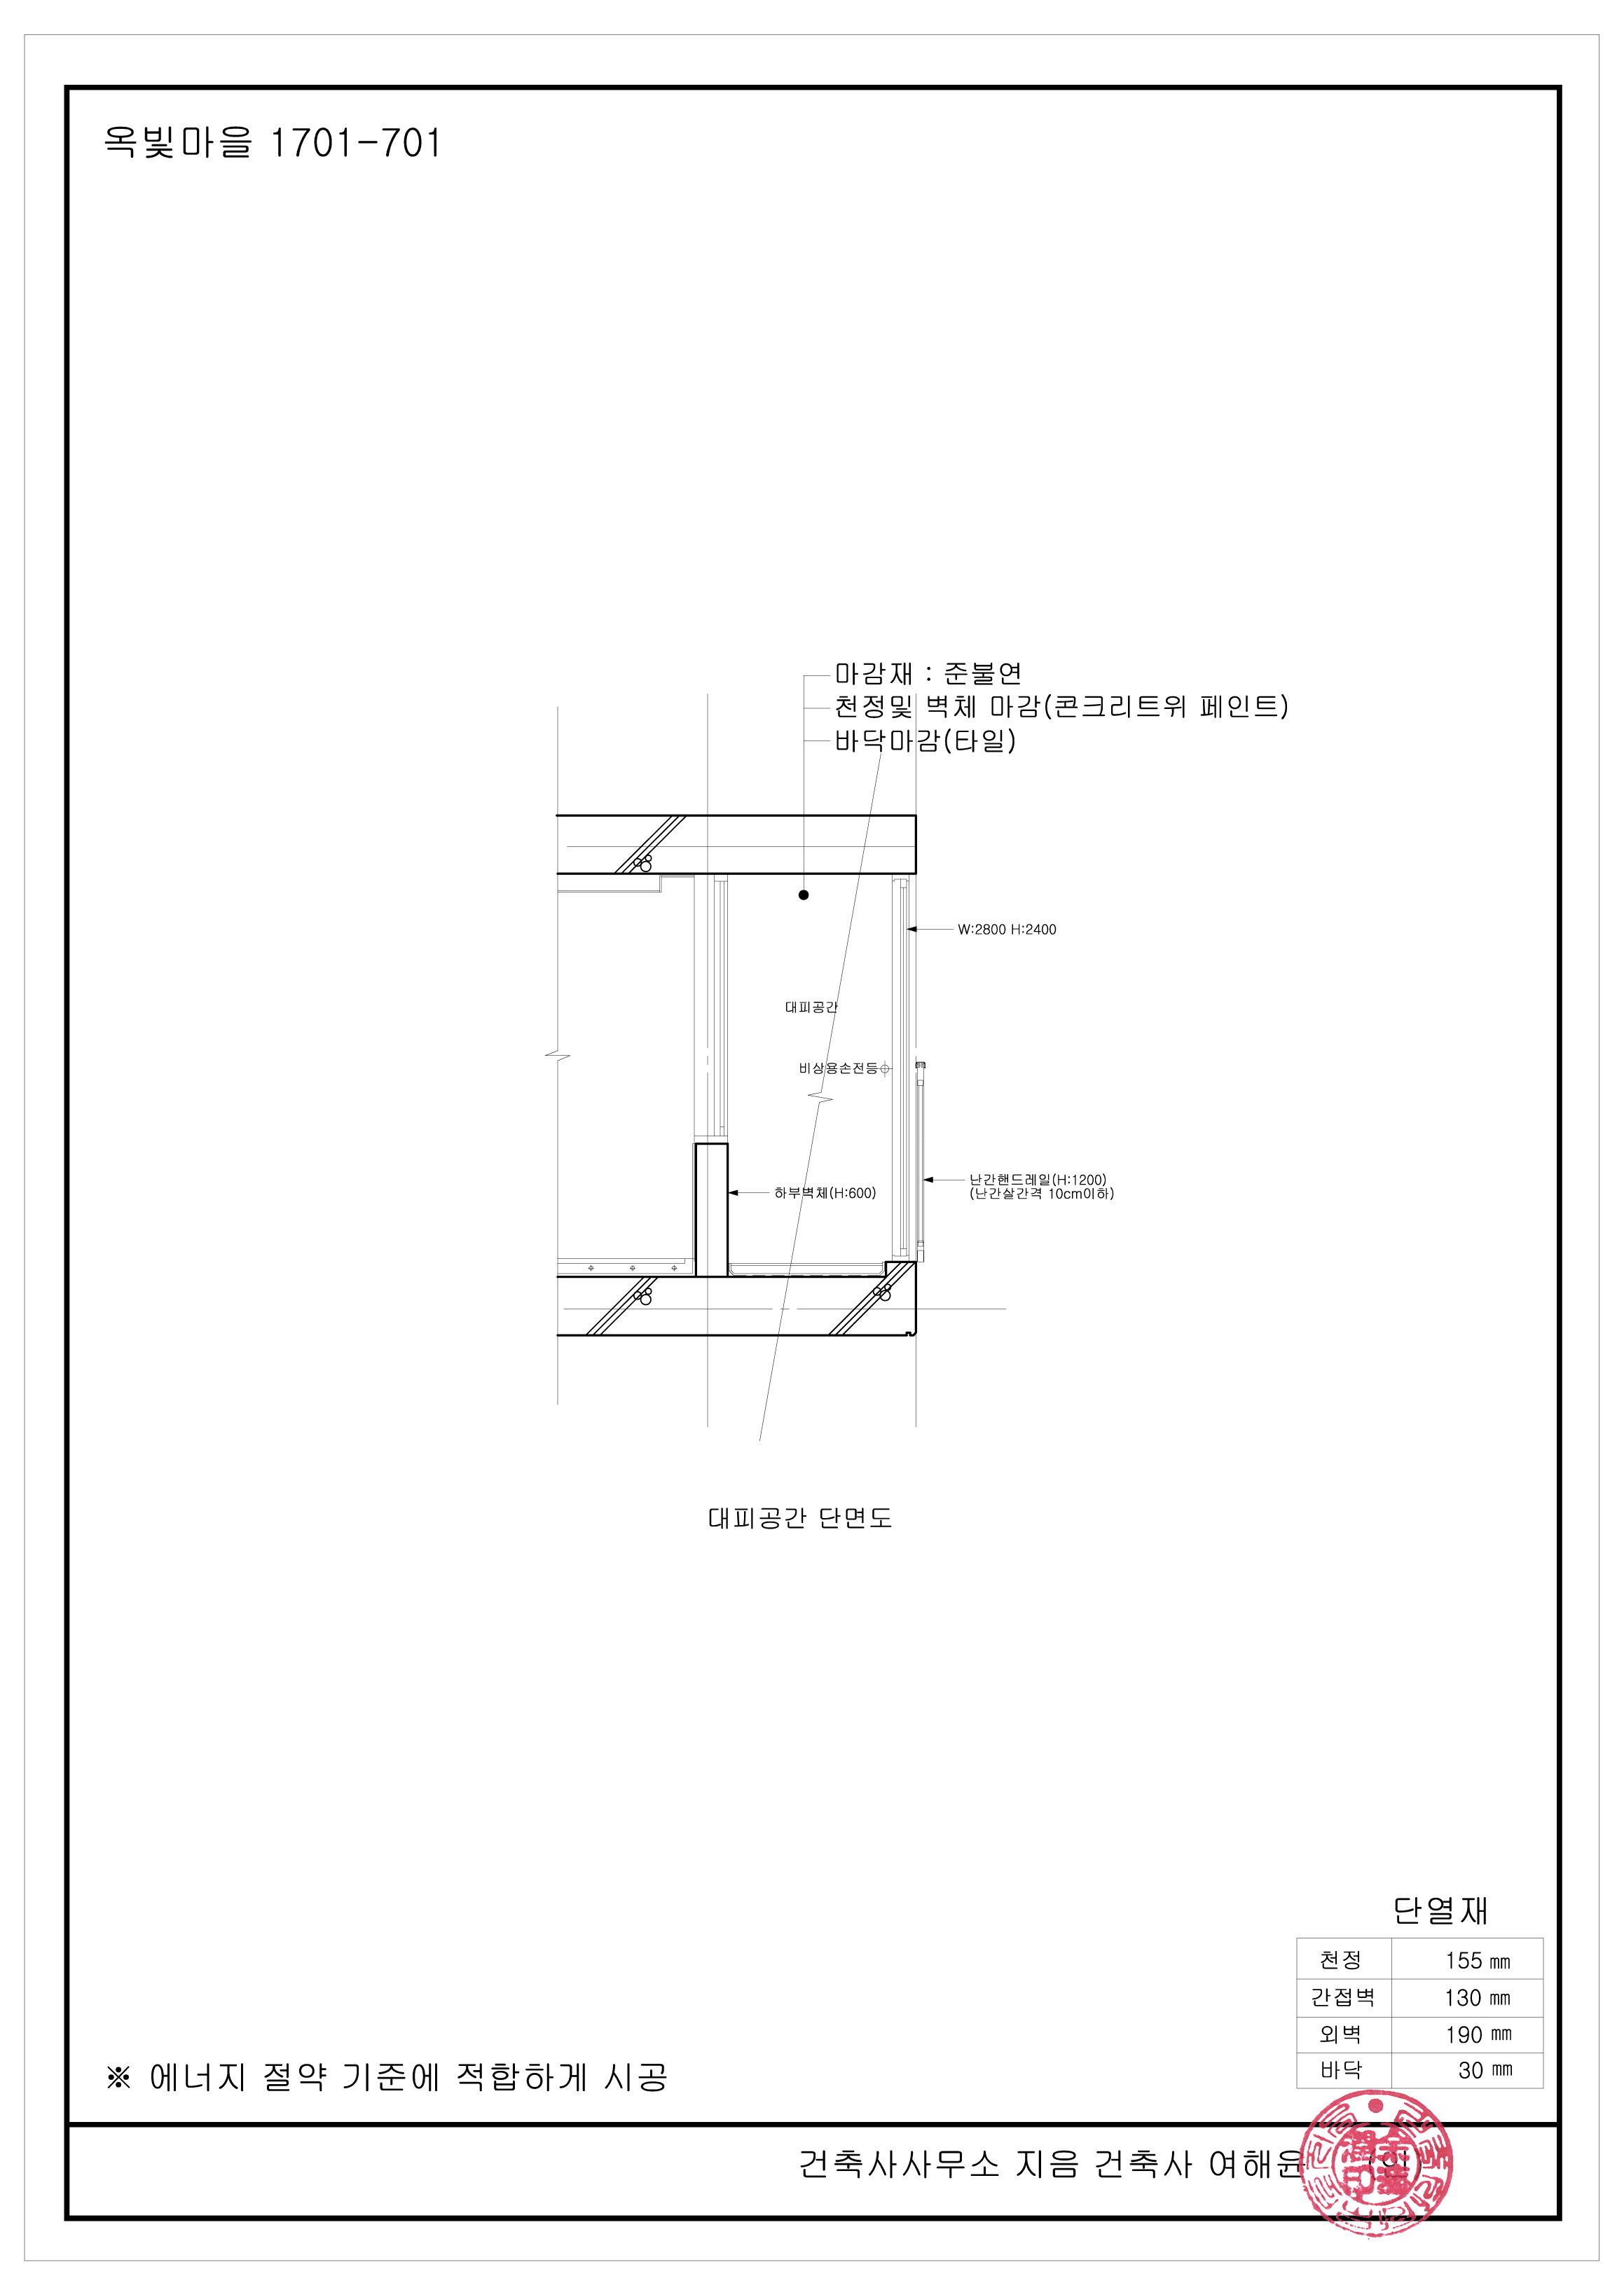 옥빛마을 1701-701
마감재 : 준불연
천정및 벽체 마감(콘크리트위 페인트)
바닥마감(타일)
W:2800 H:2400
대피공간
비상용손전등
난간핸드레일(H:1200)
(난간살간격 10cm이하)
하부벽체(H:600)
대피공간 단면도
단열재
천정 155 ㎜
간접벽 130 ㎜
외벽 190 ㎜
바닥 30 ㎜
※ 에너지 절약 기준에 적합하게 시공
건축사사무소 지음 건축사 여해윤 (인)